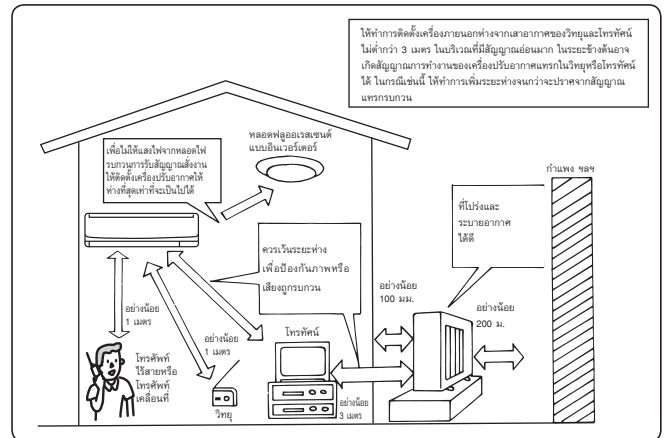 ให้ทำการติดตั้งเครื่องภายนอกห่างจากเสาอากาศของวิทยุและโทรทัศน์
ไม่ต่ำกว่า 3 เมตร ในบริเวณที่มีสัญญาณอ่อนมาก ในระยะข้างต้นอาจ
เกิดสัญญาณการทำงานของเครื่องปรับอากาศแทรกในวิทยุหรือโทรทัศน์
ได้ ในกรณีเช่นนี้ ให้ทำการเพิ่มระยะห่างจนกว่าจะปราศจากสัญญาณ
แทรกรบกวน
หลอดฟลูออเรสเซนต์
แบบอินเวอร์เตอร์
เพื่อไม่ให้แสงไฟจากหลอดไฟ
รบกวนการรับสัญญาณสั่งงาน
ให้ติดตั้งเครื่องปรับอากาศให้
ห่างที่สุดเท่าที่จะเป็นไปได้
กำแพง ฯลฯ
ที่โปร่งและ
ระบายอากาศ
ได้ดี
ควรเว้นระยะห่าง
เพื่อป้องกันภาพหรือ
เสียงถูกรบกวน
อย่างน้อย
100 มม.
อย่างน้อย
200 ม.
อย่างน้อย
1 เมตร
อย่างน้อย
1 เมตร
โทรทัศน์
โทรศัพท์
ไร้สายหรือ
โทรศัพท์
เคลื่อนที่
วิทยุ
อย่างน้อย
3 เมตร